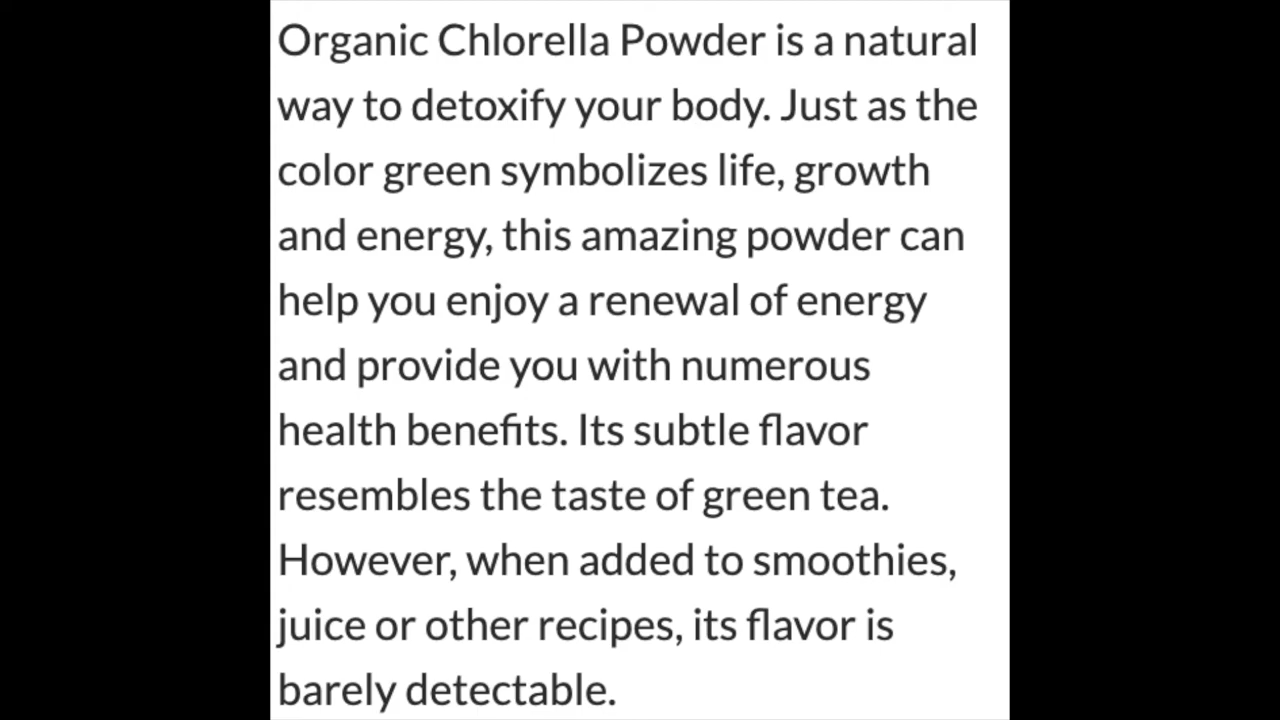 Organic Chlorella Powder is a natural
way to detoxify your body. Just as the
color green symbolizes life, growth
and energy, this amazing powder can
help you enjoy a renewal of energy
and provide you with numerous
health benefits. Its subtle flavor
resembles the taste of green tea.
However, when added to smoothies,
juice or other recipes, its flavor is
barely detectable.